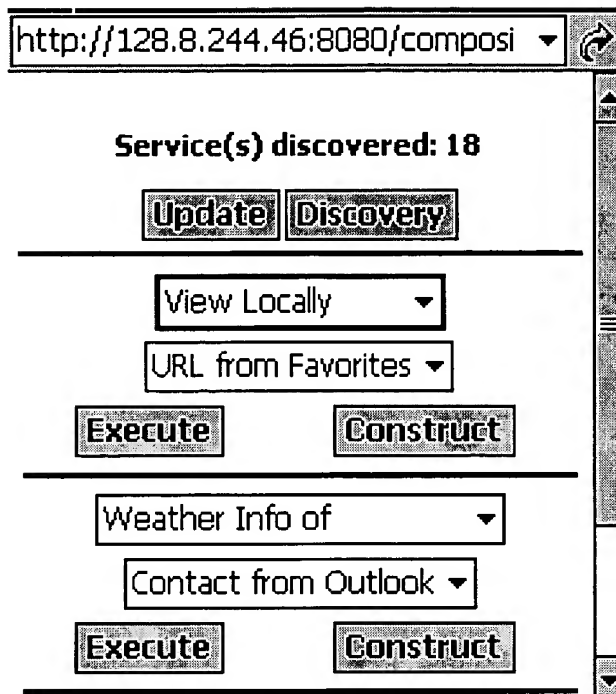 http://128.8.244.46:8080/composi
Service(s) discovered: 18
Update Discovery
View Locally
URL from Favorites
Execute Construct
Weather Info of
Contact from Outlook
Execute Construct